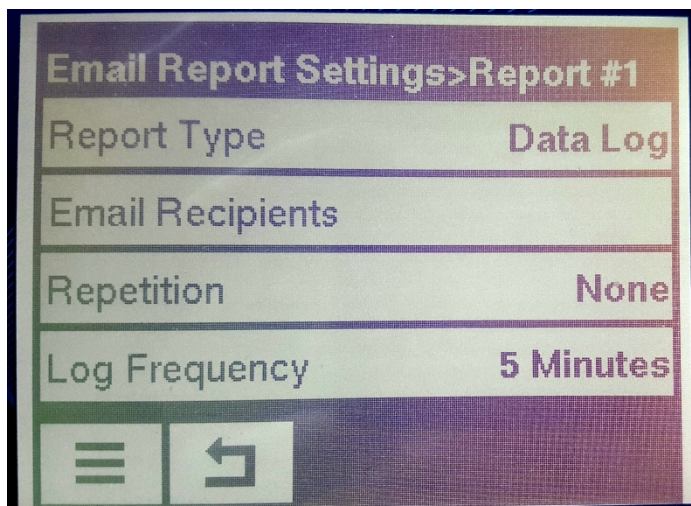 Email Report Settings>Report #1
Report Type Data Log
Email Recipients
Repetition None
Log Frequency 5 Minutes